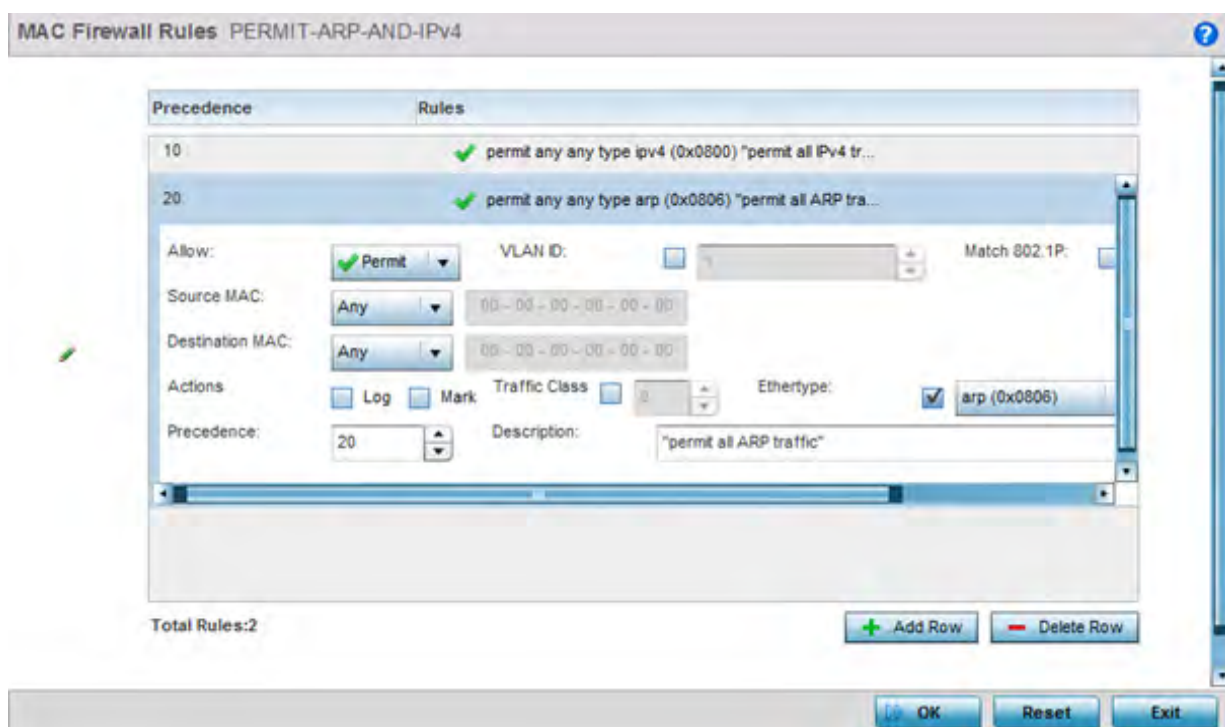 MAC Firewall Rules PERMIT-ARP-AND-IPv4
Precedence Rules
10 permit any any type ipv4 (0x0800) "permit all IPv4 tr...
20 permit any any type arp (0x0806) "permit all ARP tra...
Allow: Permit VLAN ID: Match 802.1P:
Source MAC: Any 00 - 00 - 00 - 00 - 00 - 00
Destination MAC: Any 00 - 00 - 00 - 00 - 00 - 00
Actions Log Mark Traffic Class Ethertype: arp (0x0806)
Precedence: 20 Description: "permit all ARP traffic"
Total Rules:2 Add Row Delete Row
OK Reset Exit